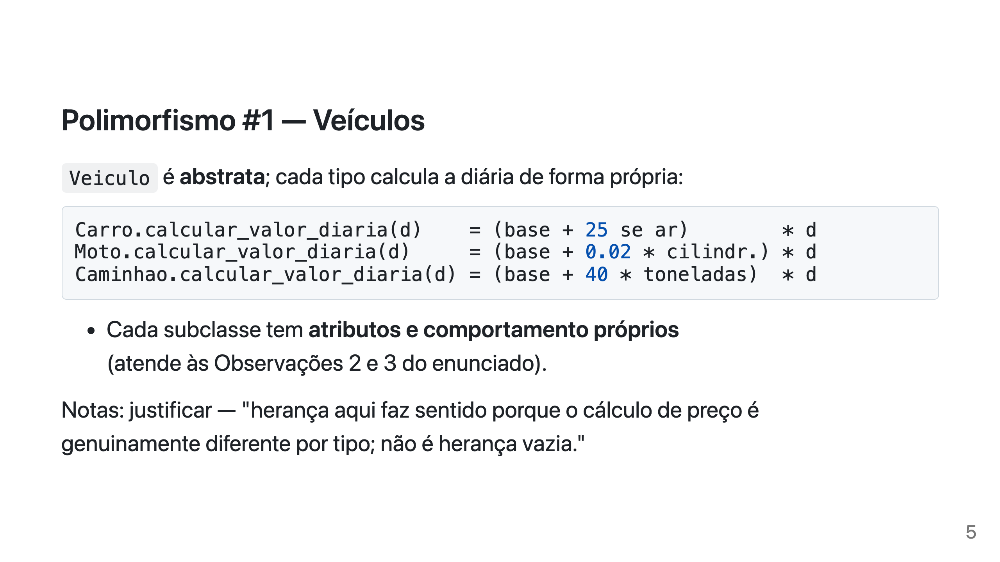 Polimorfismo #1 — Veículos
Veiculo é abstrata; cada tipo calcula a diária de forma própria:
Carro.calcular_valor_diaria(d)    = (base + 25 se ar)        * d
Moto.calcular_valor_diaria(d)     = (base + 0.02 * cilindr.) * d
Caminhao.calcular_valor_diaria(d) = (base + 40 * toneladas)  * d
• Cada subclasse tem atributos e comportamento próprios
(atende às Observações 2 e 3 do enunciado).
Notas: justificar — "herança aqui faz sentido porque o cálculo de preço é
genuinamente diferente por tipo; não é herança vazia."
5